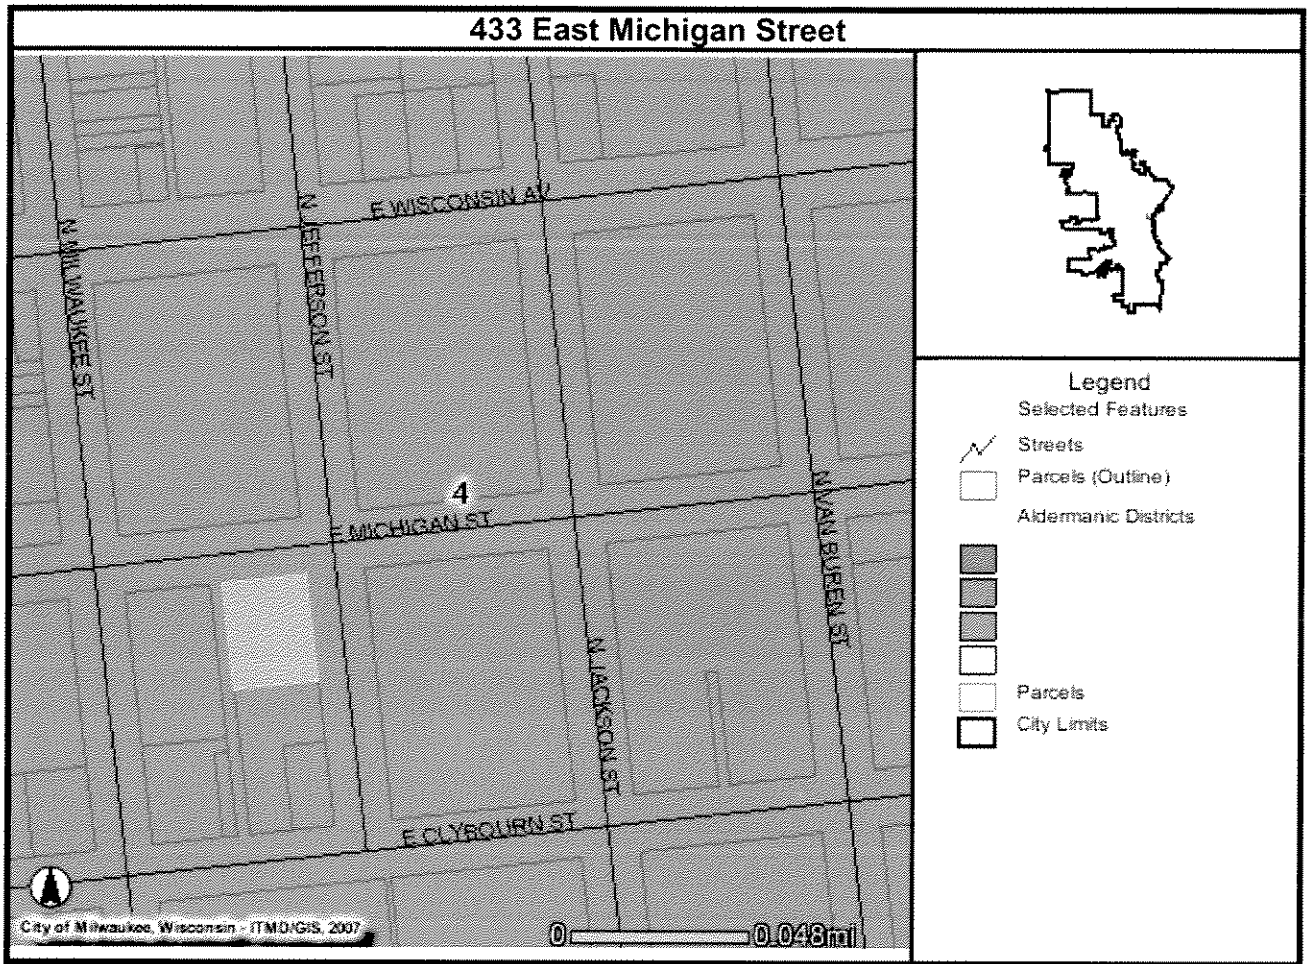 433 East Michigan Street
E WISCONSIN AV
N MILWAUKEE ST
N JEFFERSON ST
4
E MICHIGAN ST
N VAN BUREN ST
N JACKSON ST
E CLYBOURN ST
City of Milwaukee, Wisconsin - ITMD/GIS, 2007
0 0.048mi
Legend
Selected Features
Streets
Parcels (Outline)
Aldermanic Districts
Parcels
City Limits